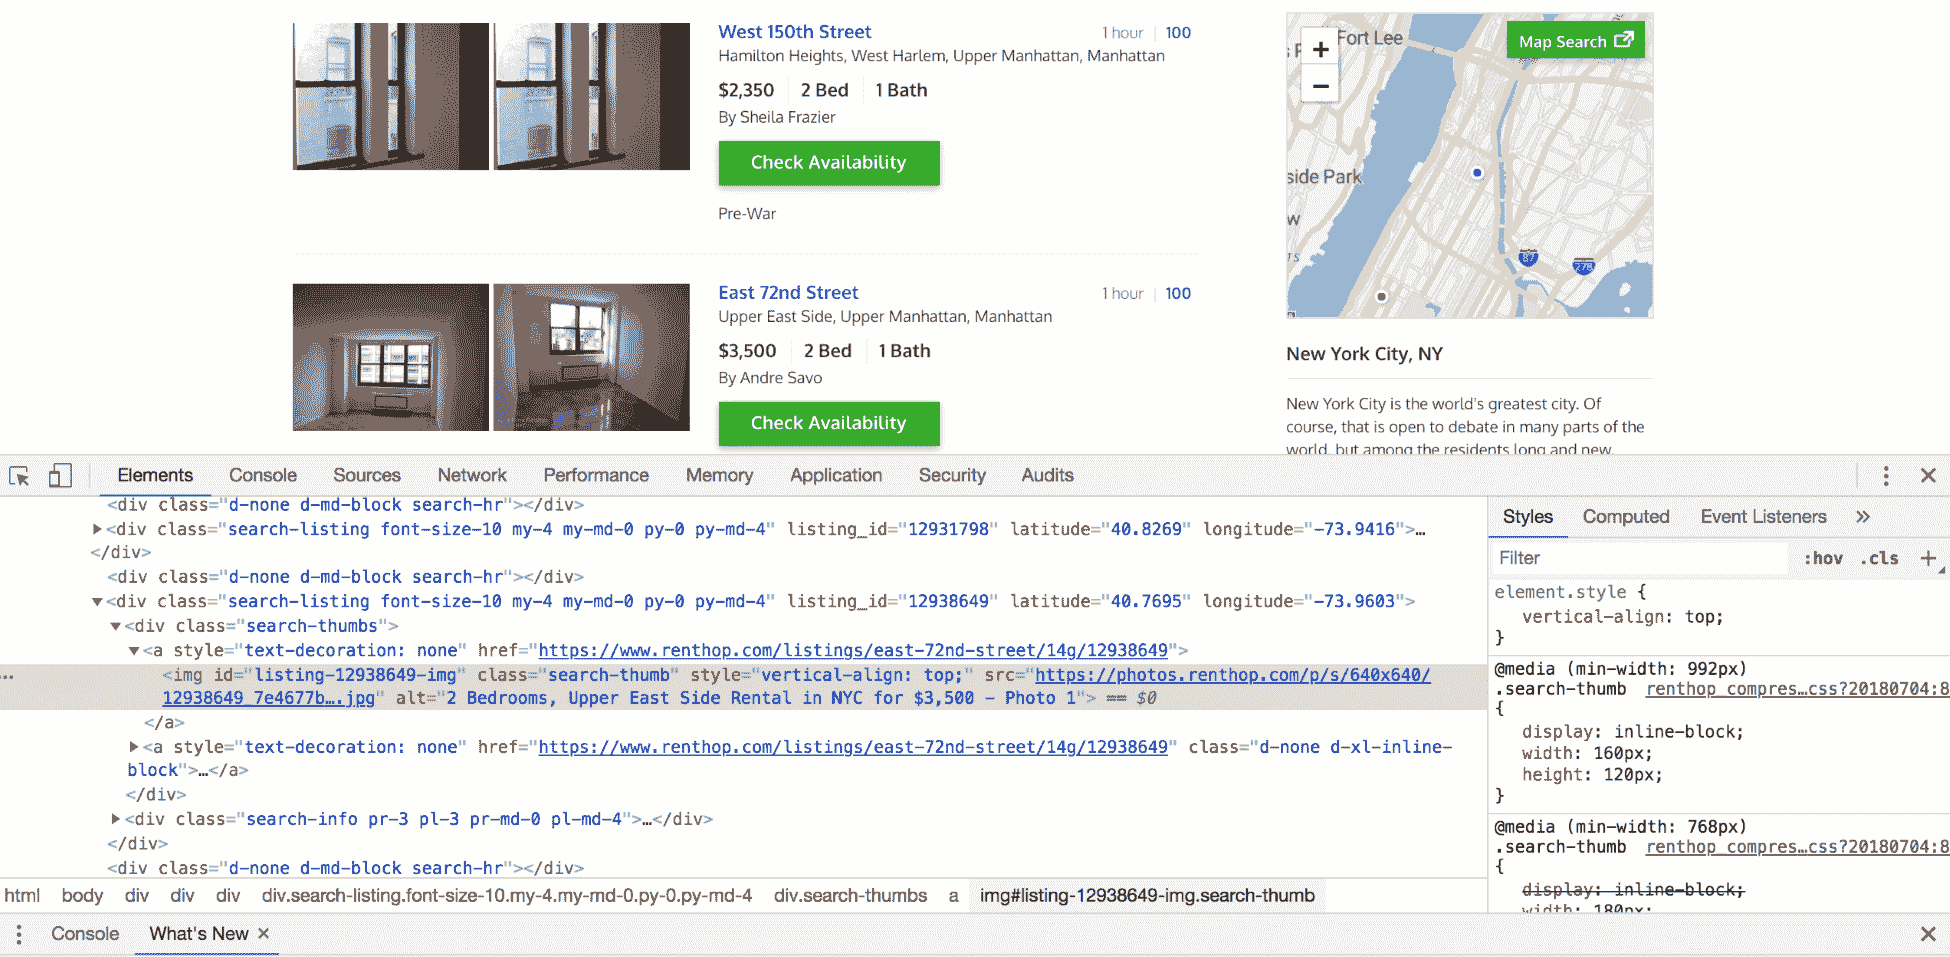 West 150th Street
1 hour 100
Hamilton Heights, West Harlem, Upper Manhattan, Manhattan
$2,350 2 Bed 1 Bath
By Sheila Frazier
Check Availability
Pre-War
East 72nd Street
1 hour 100
Upper East Side, Upper Manhattan, Manhattan
$3,500 2 Bed 1 Bath
By Andre Savo
Check Availability
+
−
Fort Lee
Map Search
side Park
87
278
New York City, NY
New York City is the world's greatest city. Of
course, that is open to debate in many parts of the
world, but among the residents long and new,
Elements Console Sources Network Performance Memory Application Security Audits
<div class="d-none d-md-block search-hr"></div>
<div class="search-listing font-size-10 my-4 my-md-0 py-0 py-md-4" listing_id="12931798" latitude="40.8269" longitude="-73.9416">…
</div>
<div class="d-none d-md-block search-hr"></div>
<div class="search-listing font-size-10 my-4 my-md-0 py-0 py-md-4" listing_id="12938649" latitude="40.7695" longitude="-73.9603">
<div class="search-thumbs">
<a style="text-decoration: none" href="https://www.renthop.com/listings/east-72nd-street/14g/12938649">
… <img id="listing-12938649-img" class="search-thumb" style="vertical-align: top;" src="https://photos.renthop.com/p/s/640x640/
12938649_7e4677b….jpg" alt="2 Bedrooms, Upper East Side Rental in NYC for $3,500 - Photo 1"> == $0
</a>
<a style="text-decoration: none" href="https://www.renthop.com/listings/east-72nd-street/14g/12938649" class="d-none d-xl-inline-
block">…</a>
</div>
<div class="search-info pr-3 pl-3 pr-md-0 pl-md-4">…</div>
</div>
<div class="d-none d-md-block search-hr"></div>
html body div div div div.search-listing.font-size-10.my-4.my-md-0.py-0.py-md-4 div.search-thumbs a img#listing-12938649-img.search-thumb
Styles Computed Event Listeners »
Filter :hov .cls +
element.style {
vertical-align: top;
}
@media (min-width: 992px)
.search-thumb renthop_compres…css?20180704:8
{
display: inline-block;
width: 160px;
height: 120px;
}
@media (min-width: 768px)
.search-thumb renthop_compres…css?20180704:8
{
display: inline-block;
width: 180px;
Console What's New ×